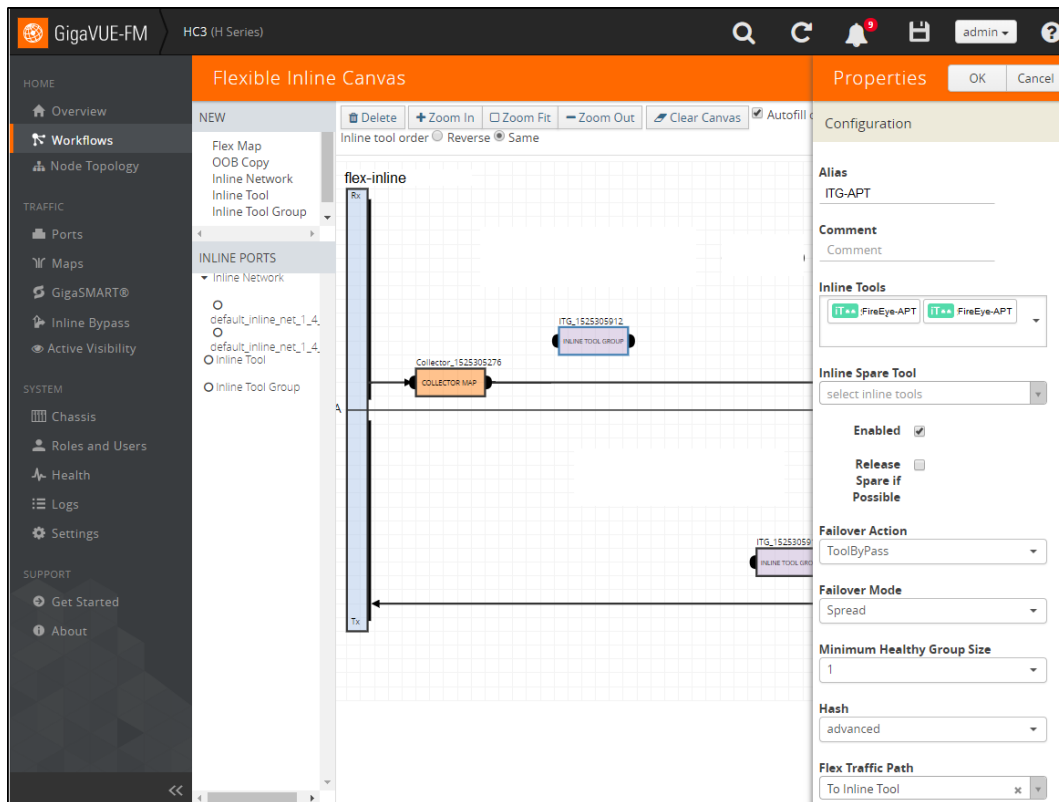 GigaVUE-FM
HC3 (H Series)
9
admin
?
HOME
Overview
Workflows
Node Topology
TRAFFIC
Ports
Maps
GigaSMART®
Inline Bypass
Active Visibility
SYSTEM
Chassis
Roles and Users
Health
Logs
Settings
SUPPORT
Get Started
About
<<
Flexible Inline Canvas
NEW
Flex Map
OOB Copy
Inline Network
Inline Tool
Inline Tool Group
INLINE PORTS
Inline Network
default_inline_net_1_4_
default_inline_net_1_4_
Inline Tool
Inline Tool Group
Delete
Zoom In
Zoom Fit
Zoom Out
Clear Canvas
Autofill
Inline tool order Reverse Same
flex-inline
Rx
ITG_1525305912
INLINE TOOL GROUP
Collector_1525305276
COLLECTOR MAP
A
ITG_15253059
INLINE TOOL GRO
Tx
Properties
OK
Cancel
Configuration
Alias
ITG-APT
Comment
Comment
Inline Tools
IT :FireEye-APT IT :FireEye-APT
Inline Spare Tool
select inline tools
Enabled
Release
Spare if
Possible
Failover Action
ToolByPass
Failover Mode
Spread
Minimum Healthy Group Size
1
Hash
advanced
Flex Traffic Path
To Inline Tool